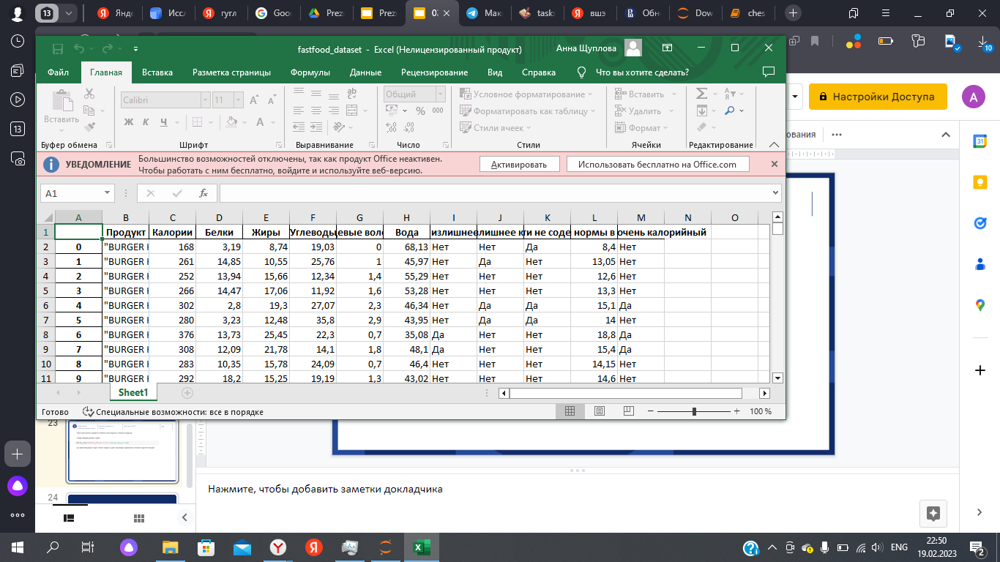 13
Янде
Иссл
гугл
Goo
Prez
Prez
02
Мак
tasks
вшэ
Обн
Dow
ches
fastfood_dataset - Excel (Нелицензированный продукт)
Анна Щуплова
10
Файл
Главная
Вставка
Разметка страницы
Формулы
Данные
Рецензирование
Вид
Справка
Что вы хотите сделать?
Настройки Доступа
A
Вставить
Calibri
11
Ж К Ч
Общий
% 000
Условное форматирование
Форматировать как таблицу
Стили ячеек
Вставить
Удалить
Формат
Буфер обмена
Шрифт
Выравнивание
Число
Стили
Ячейки
Редактирование
ования
13
31
УВЕДОМЛЕНИЕ
Большинство возможностей отключены, так как продукт Office неактивен.
Чтобы работать с ним бесплатно, войдите и используйте веб-версию.
Активировать
Использовать бесплатно на Office.com
A1
fx
A B C D E F G H I J K L M N O
1 Продукт Калории Белки Жиры Углеводы евые воло Вода излишнее лишнее к ти не соде нормы в очень калорийный
2 0 "BURGER K 168 3,19 8,74 19,03 0 68,13 Нет Нет Да 8,4 Нет
3 1 "BURGER K 261 14,85 10,55 25,76 1 45,97 Нет Да Нет 13,05 Нет
4 2 "BURGER K 252 13,94 15,66 12,34 1,4 55,29 Нет Нет Нет 12,6 Нет
5 3 "BURGER K 266 14,47 17,06 11,92 1,6 53,28 Нет Нет Нет 13,3 Нет
6 4 "BURGER K 302 2,8 19,3 27,07 2,3 46,34 Нет Да Да 15,1 Да
7 5 "BURGER K 280 3,23 12,48 35,8 2,9 43,95 Нет Да Да 14 Нет
8 6 "BURGER K 376 13,73 25,45 22,3 0,7 35,08 Да Нет Нет 18,8 Да
9 7 "BURGER K 308 12,09 21,78 14,1 1,8 48,1 Да Нет Нет 15,4 Да
10 8 "BURGER K 283 10,35 15,78 24,09 0,7 46,4 Нет Нет Нет 14,15 Нет
11 9 "BURGER K 292 18,2 15,25 19,19 1,3 43,02 Нет Нет Нет 14,6 Нет
Sheet1
Готово
Специальные возможности: все в порядке
100 %
23
24
Нажмите, чтобы добавить заметки докладчика
ENG
22:50
19.02.2023
2